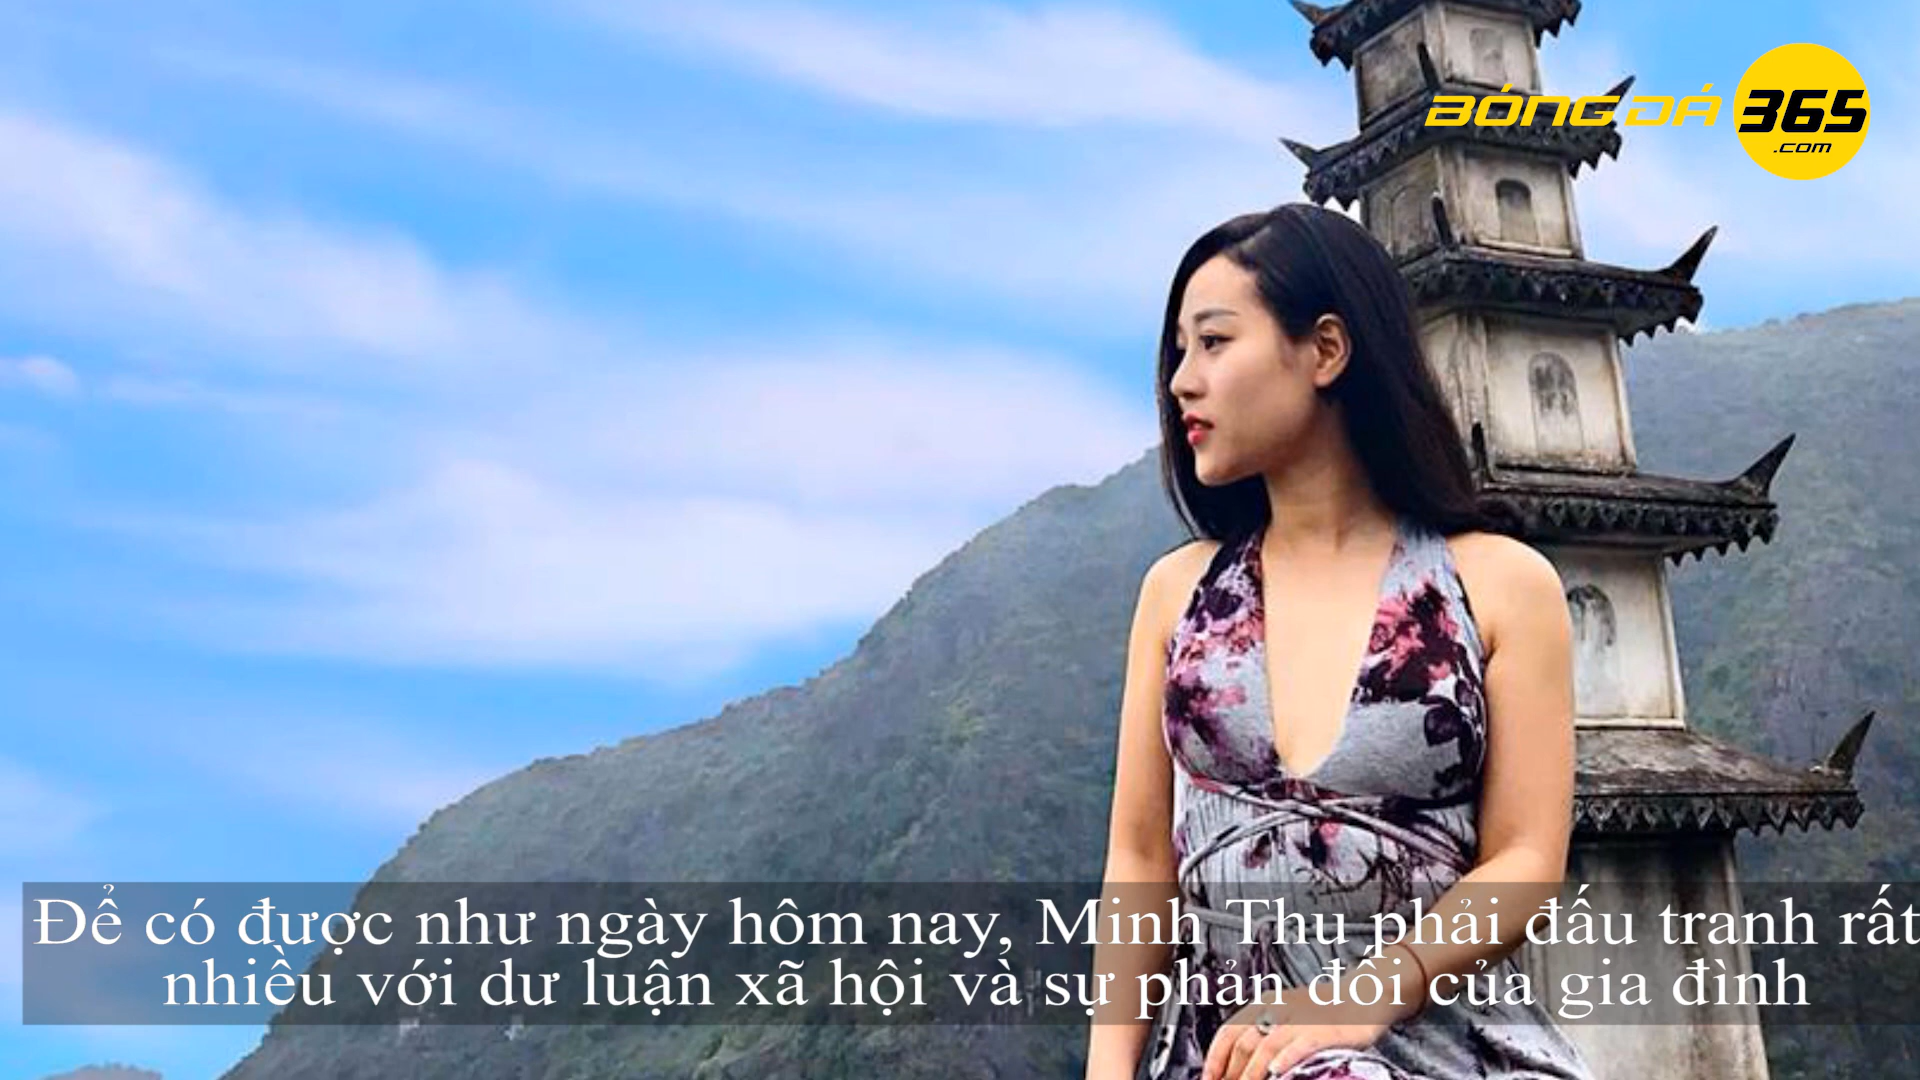 BÓNG ĐÁ 365
.COM
Để có được như ngày hôm nay, Minh Thu phải đấu tranh rất
nhiều với dư luận xã hội và sự phản đối của gia đình